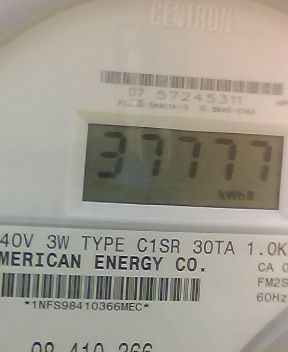 CENTRON
07 57245311
37777
kWh
40V 3W TYPE C1SR 30TA 1.0K
MERICAN ENERGY CO.
CA 0
FM2S
60Hz
*1NFS98410366MEC*
98 410 366